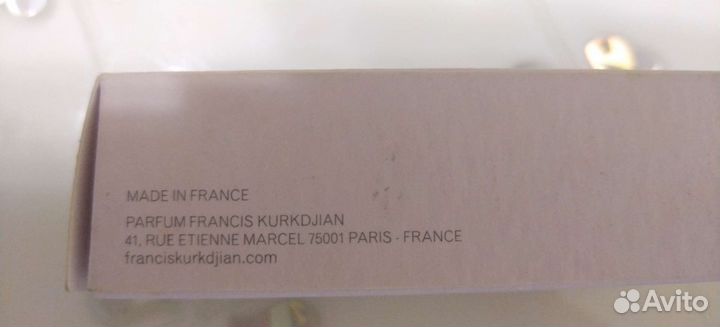 MADE IN FRANCE
PARFUM FRANCIS KURKDJIAN
41, RUE ETIENNE MARCEL 75001 PARIS - FRANCE
franciskurkdjian.com
Avito